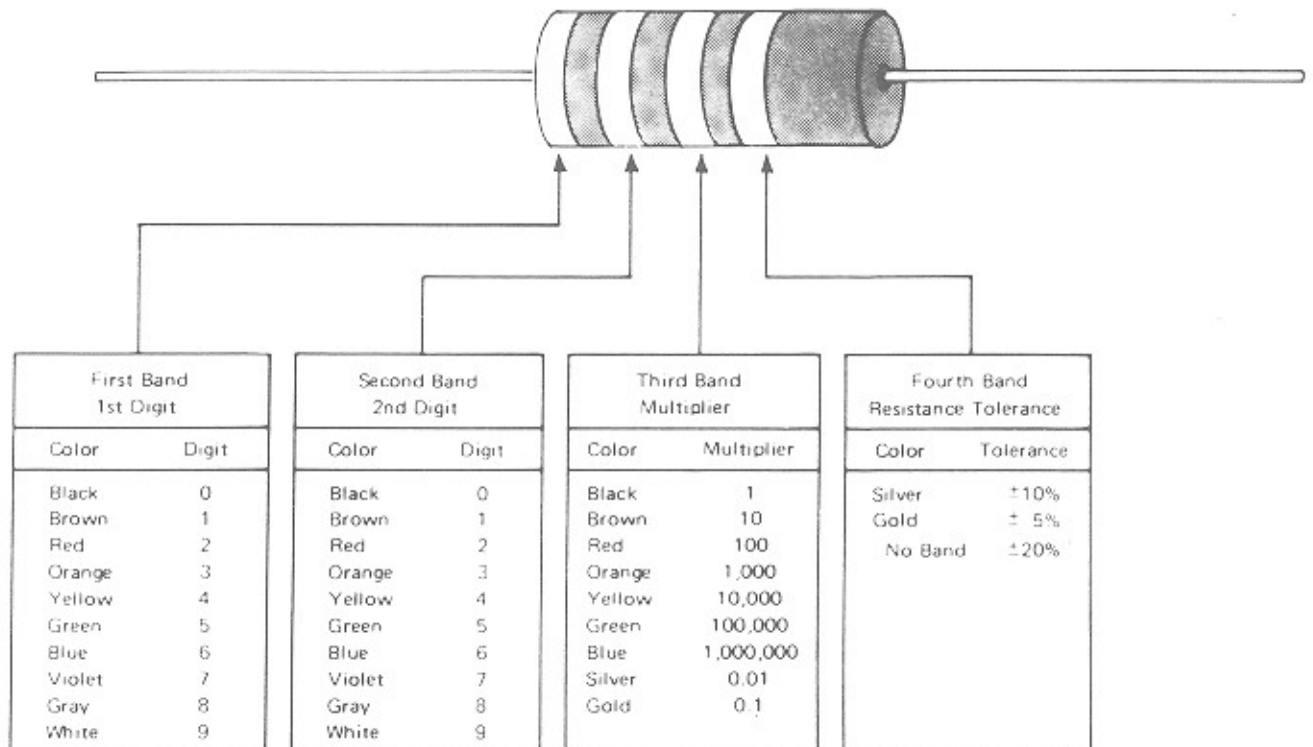 First Band
1st Digit
Color Digit
Black 0
Brown 1
Red 2
Orange 3
Yellow 4
Green 5
Blue 6
Violet 7
Gray 8
White 9
Second Band
2nd Digit
Color Digit
Black 0
Brown 1
Red 2
Orange 3
Yellow 4
Green 5
Blue 6
Violet 7
Gray 8
White 9
Third Band
Multiplier
Color Multiplier
Black 1
Brown 10
Red 100
Orange 1,000
Yellow 10,000
Green 100,000
Blue 1,000,000
Silver 0.01
Gold 0.1
Fourth Band
Resistance Tolerance
Color Tolerance
Silver ±10%
Gold ± 5%
No Band ±20%